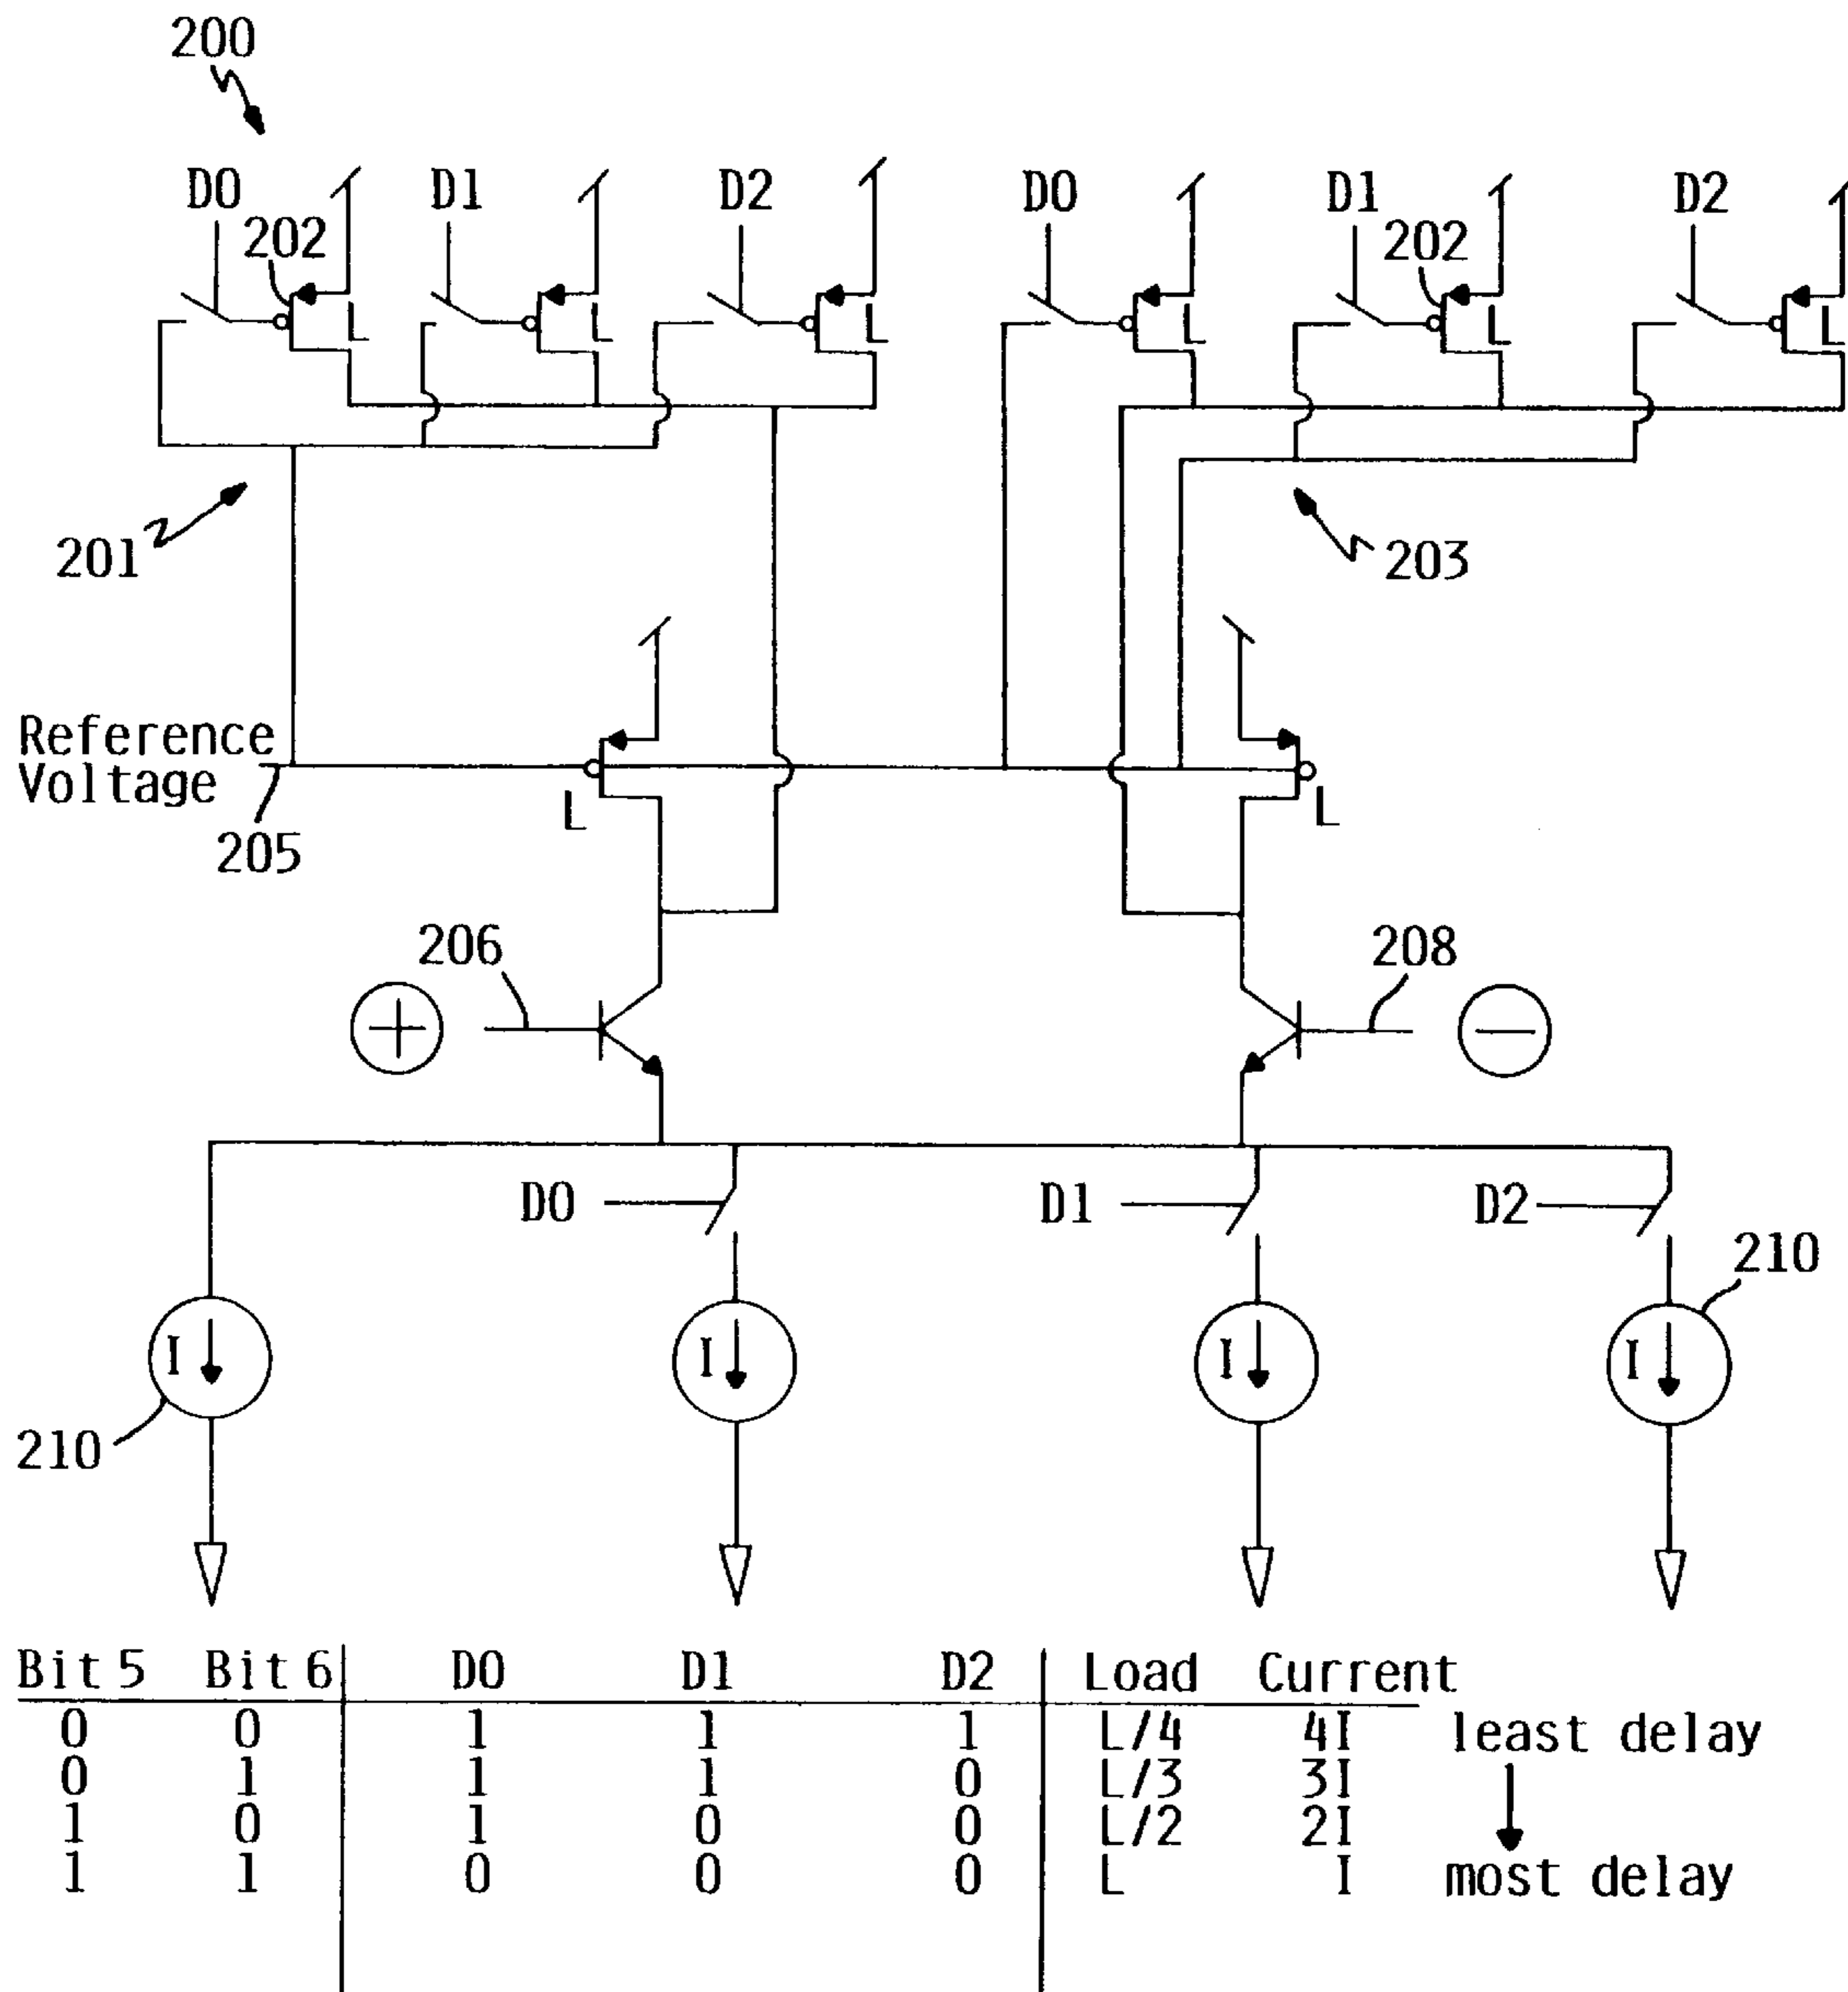 200
D0 D1 D2 D0 D1 D2
202 202
L L L L L L
201 203
Reference
Voltage
L L
205
206 208
+ −
D0 D1 D2
210
I I I I
210
Bit 5 Bit 6 D0 D1 D2 Load Current
0 0 1 1 1 L/4 4I least delay
0 1 1 1 0 L/3 3I
1 0 1 0 0 L/2 2I
1 1 0 0 0 L I most delay